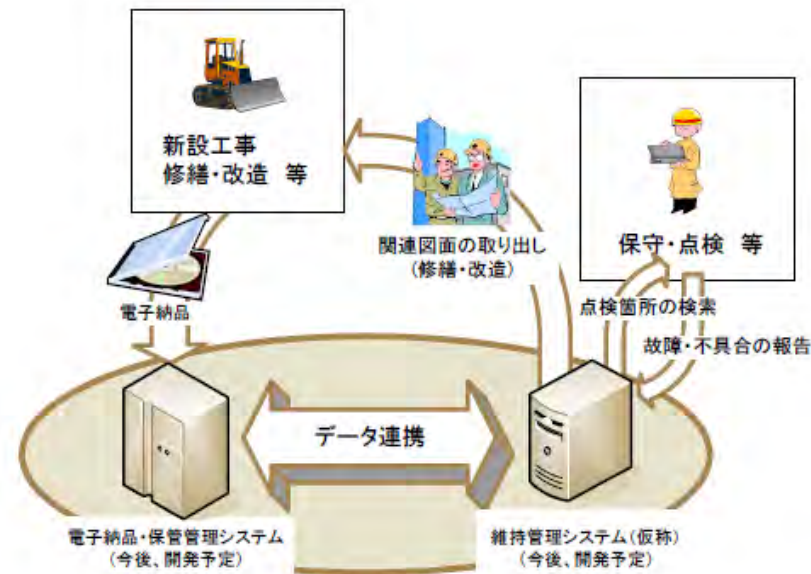 新設工事
修繕・改造 等
関連図面の取り出し
(修繕・改造)
保守・点検 等
電子納品
点検箇所の検索
故障・不具合の報告
データ連携
電子納品・保管管理システム
(今後、開発予定)
維持管理システム(仮称)
(今後、開発予定)